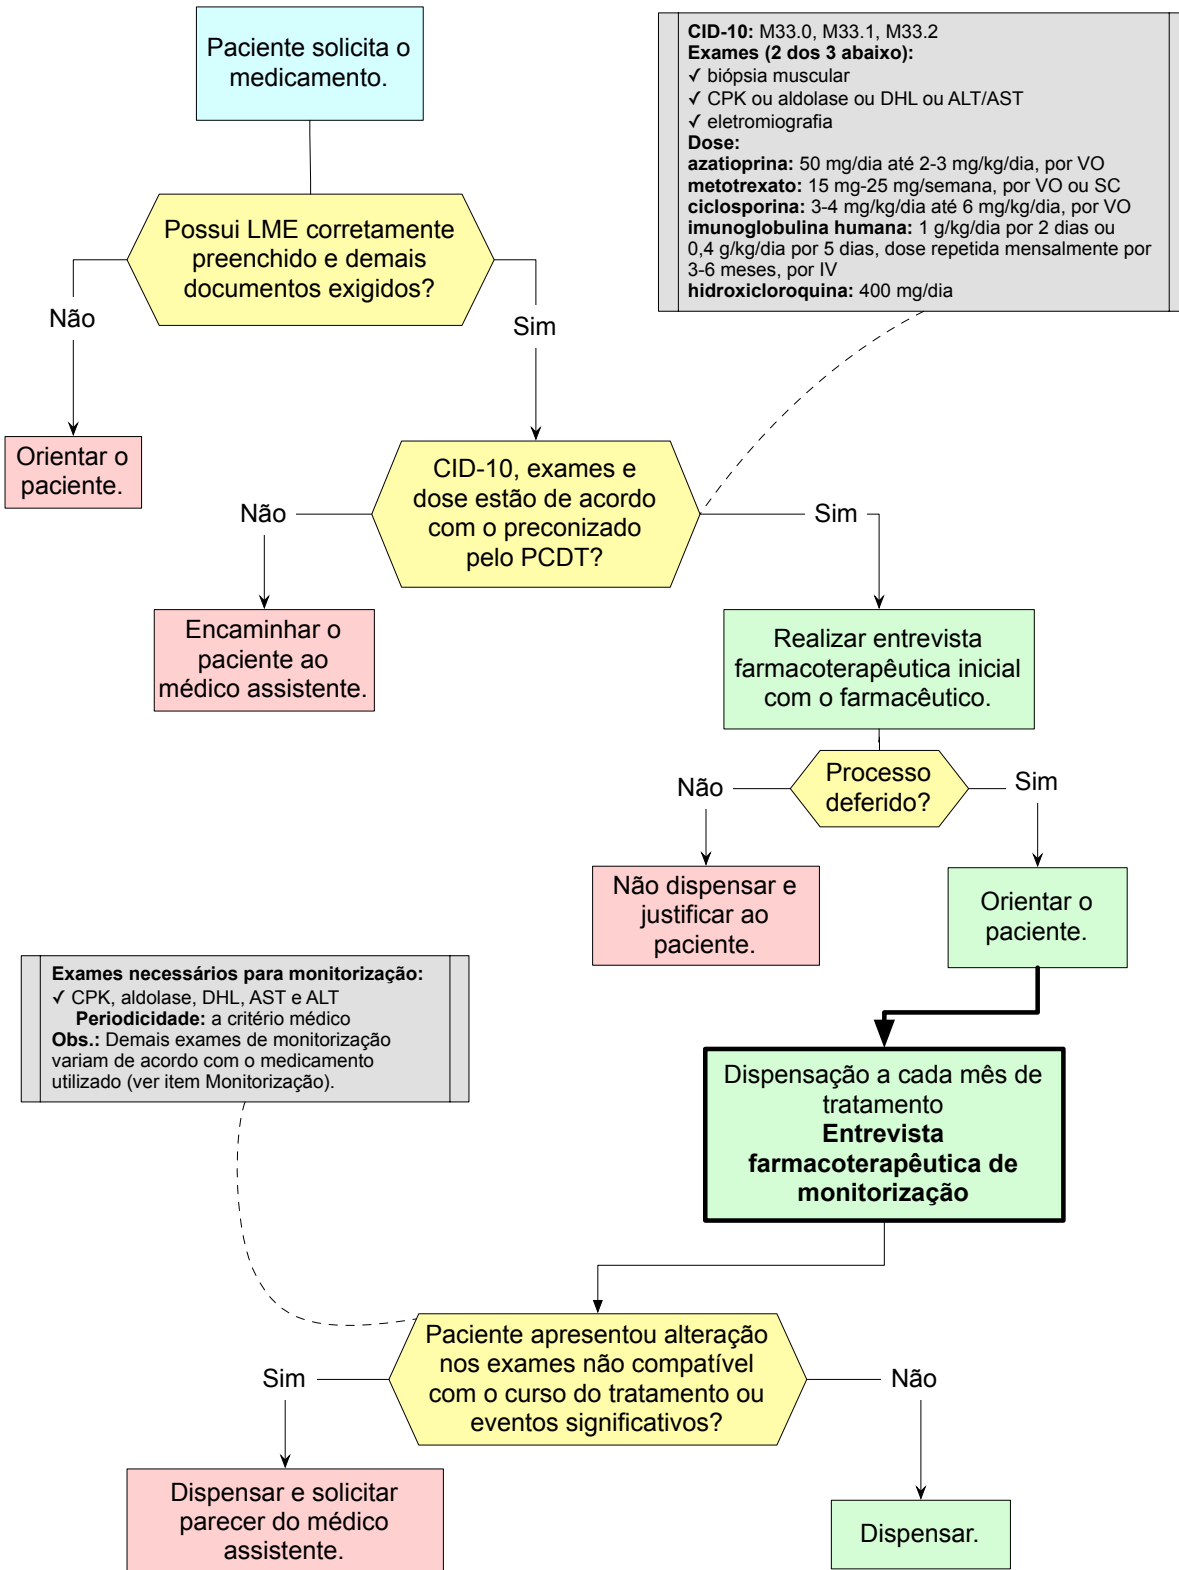 Paciente solicita o
medicamento.
CID-10: M33.0, M33.1, M33.2
Exames (2 dos 3 abaixo):
✓ biópsia muscular
✓ CPK ou aldolase ou DHL ou ALT/AST
✓ eletromiografia
Dose:
azatioprina: 50 mg/dia até 2-3 mg/kg/dia, por VO
metotrexato: 15 mg-25 mg/semana, por VO ou SC
ciclosporina: 3-4 mg/kg/dia até 6 mg/kg/dia, por VO
imunoglobulina humana: 1 g/kg/dia por 2 dias ou
0,4 g/kg/dia por 5 dias, dose repetida mensalmente por
3-6 meses, por IV
hidroxicloroquina: 400 mg/dia
Possui LME corretamente
preenchido e demais
documentos exigidos?
Não
Sim
Orientar o
paciente.
CID-10, exames e
dose estão de acordo
com o preconizado
pelo PCDT?
Não
Sim
Encaminhar o
paciente ao
médico assistente.
Realizar entrevista
farmacoterapêutica inicial
com o farmacêutico.
Processo
deferido?
Não
Sim
Não dispensar e
justificar ao
paciente.
Orientar o
paciente.
Exames necessários para monitorização:
✓ CPK, aldolase, DHL, AST e ALT
Periodicidade: a critério médico
Obs.: Demais exames de monitorização
variam de acordo com o medicamento
utilizado (ver item Monitorização).
Dispensação a cada mês de
tratamento
Entrevista
farmacoterapêutica de
monitorização
Paciente apresentou alteração
nos exames não compatível
com o curso do tratamento ou
eventos significativos?
Sim
Não
Dispensar e solicitar
parecer do médico
assistente.
Dispensar.